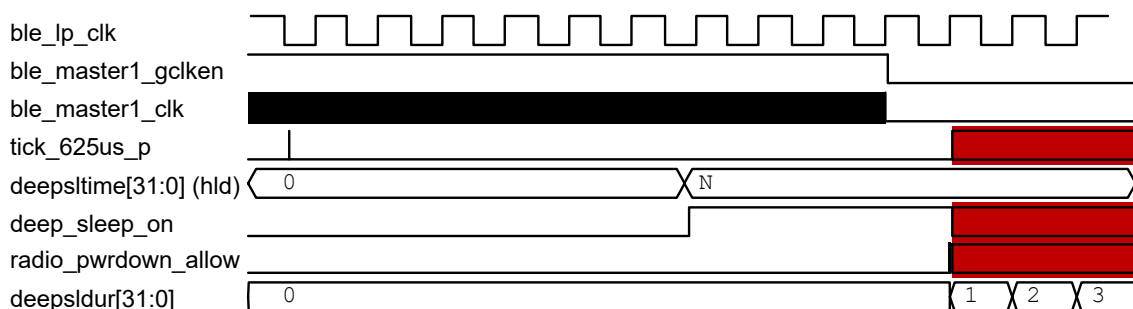 ble_lp_clk
ble_master1_gclken
ble_master1_clk
tick_625us_p
deepsltime[31:0] (hld) 0 N
deep_sleep_on
radio_pwrdown_allow
deepsldur[31:0] 0 1 2 3